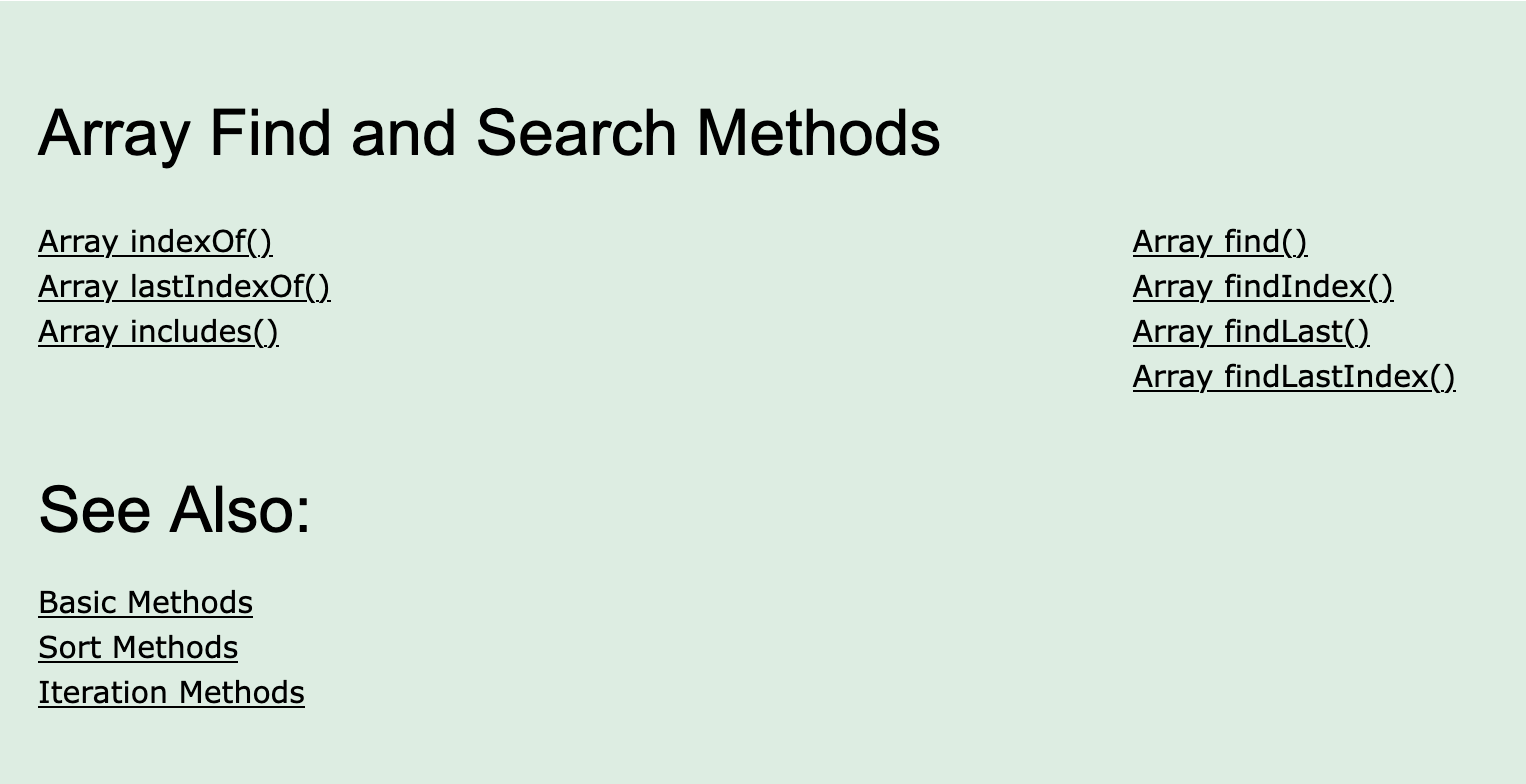 Array Find and Search Methods
Array indexOf()
Array lastIndexOf()
Array includes()
Array find()
Array findIndex()
Array findLast()
Array findLastIndex()
See Also:
Basic Methods
Sort Methods
Iteration Methods